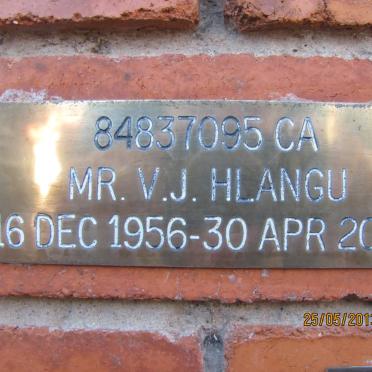 84837095 CA
MR. V.J. HLANGU
16 DEC 1956-30 APR 20
25/05/201